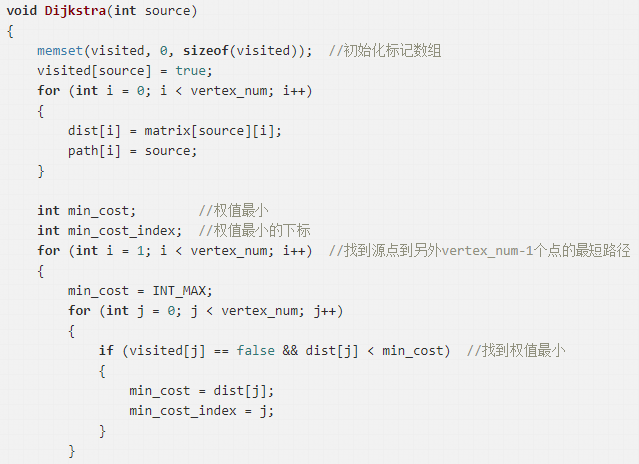 void Dijkstra(int source)
{
    memset(visited, 0, sizeof(visited));  //初始化标记数组
    visited[source] = true;
    for (int i = 0; i < vertex_num; i++)
    {
        dist[i] = matrix[source][i];
        path[i] = source;
    }

    int min_cost;        //权值最小
    int min_cost_index;  //权值最小的下标
    for (int i = 1; i < vertex_num; i++)  //找到源点到另外vertex_num-1个点的最短路径
    {
        min_cost = INT_MAX;
        for (int j = 0; j < vertex_num; j++)
        {
            if (visited[j] == false && dist[j] < min_cost)  //找到权值最小
            {
                min_cost = dist[j];
                min_cost_index = j;
            }
        }